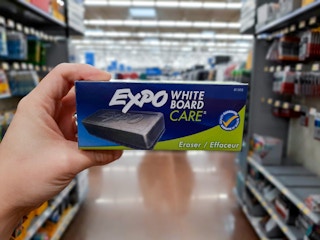 EXPO WHITE
BOARD
CARE
Eraser / Effaceur